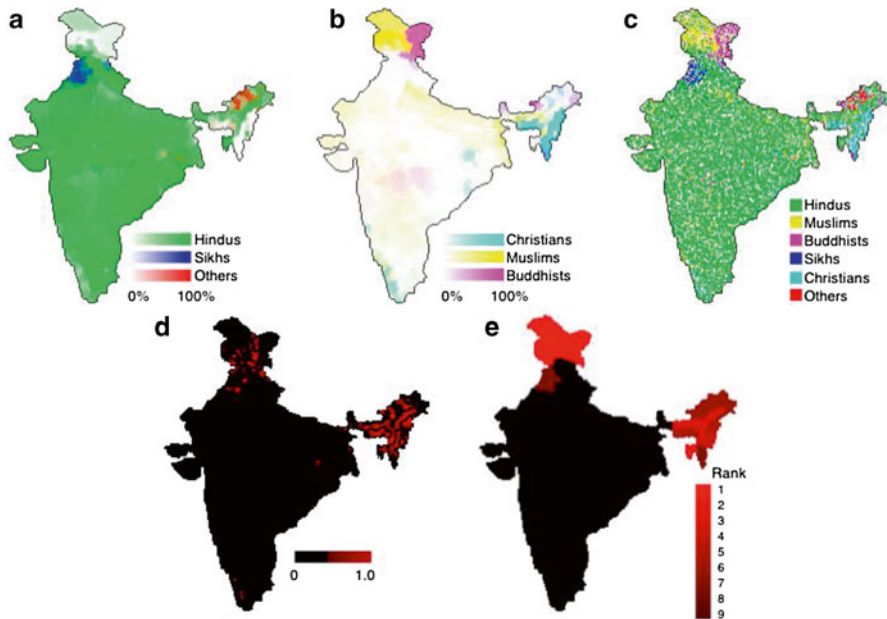 a
b
c
Hindus
Sikhs
Others
0% 100%
Christians
Muslims
Buddhists
0% 100%
Hindus
Muslims
Buddhists
Sikhs
Christians
Others
d
e
0 1.0
Rank
1
2
3
4
5
6
7
8
9